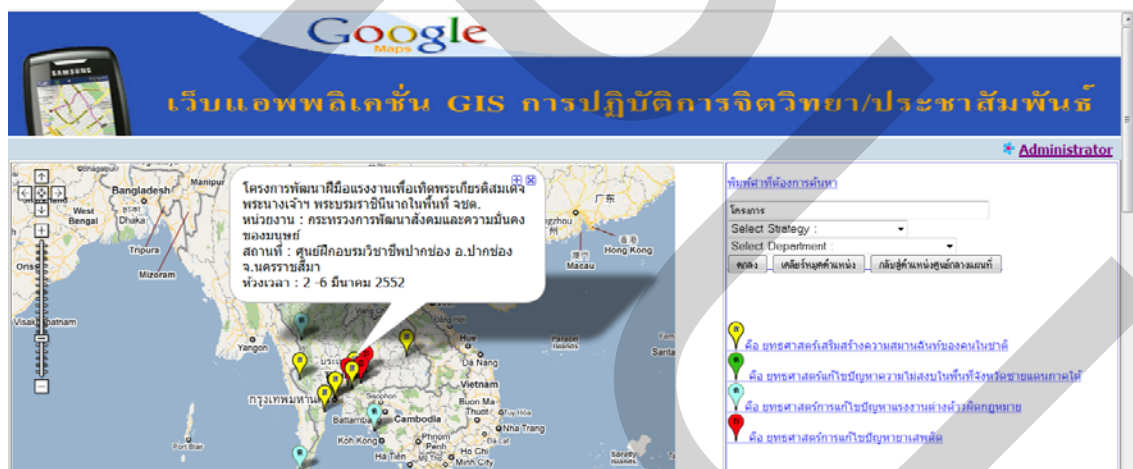 Google
Maps
SAMSUNG
เว็บแอพพลิเคชั่น GIS การปฏิบัติการจิตวิทยา/ประชาสัมพันธ์
Administrator
โครงการพัฒนาฝีมือแรงงานเพื่อเทิดพระเกียรติสมเด็จ
พระนางเจ้าฯ พระบรมราชินีนาถในพื้นที่ จชต.
หน่วยงาน : กระทรวงการพัฒนาสังคมและความมั่นคง
ของมนุษย์
สถานที่ : ศูนย์ฝึกอบรมวิชาชีพปากช่อง อ.ปากช่อง
จ.นครราชสีมา
ห้วงเวลา : 2 -6 มีนาคม 2552
พิมพ์คำที่ต้องการค้นหา
โครงการ
Select Strategy :
Select Department :
ตกลง เคลียร์หมุดตำแหน่ง กลับสู่ตำแหน่งศูนย์กลางแผนที่
คือ ยุทธศาสตร์เสริมสร้างความสมานฉันท์ของคนในชาติ
คือ ยุทธศาสตร์แก้ไขปัญหาความไม่สงบในพื้นที่จังหวัดชายแดนภาคใต้
คือ ยุทธศาสตร์การแก้ไขปัญหาแรงงานต่างด้าวผิดกฎหมาย
คือ ยุทธศาสตร์การแก้ไขปัญหายาเสพติด
Bangladesh
Manipur
West
Bengal
Dhaka
Tripura
Mizoram
Hong Kong
Macau
Yangon
Hue
Da Nang
Paracel
Islands
Vietnam
กรุงเทพมหาน
Buon Ma
Thuot
Cambodia
Nha Trang
Koh Kong
Phnom
Penh
Port Blair
Ha Tien
Ho Chi
Minh City